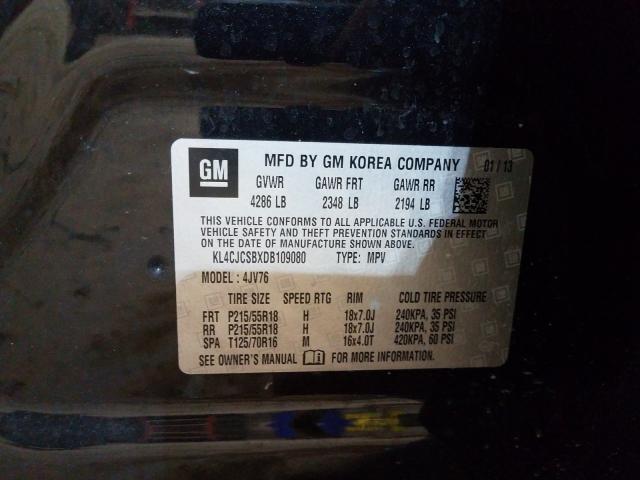 GM MFD BY GM KOREA COMPANY 01 / 13
GVWR GAWR FRT GAWR RR
4286 LB 2348 LB 2194 LB
THIS VEHICLE CONFORMS TO ALL APPLICABLE U.S. FEDERAL MOTOR
VEHICLE SAFETY AND THEFT PREVENTION STANDARDS IN EFFECT
ON THE DATE OF MANUFACTURE SHOWN ABOVE.
KL4CJCSBXDB109080 TYPE: MPV
MODEL : 4JV76
TIRE SIZE SPEED RTG RIM COLD TIRE PRESSURE
FRT P215/55R18 H 18x7.0J 240KPA, 35 PSI
RR P215/55R18 H 18x7.0J 240KPA, 35 PSI
SPA T125/70R16 M 16x4.0T 420KPA, 60 PSI
SEE OWNER'S MANUAL FOR MORE INFORMATION.